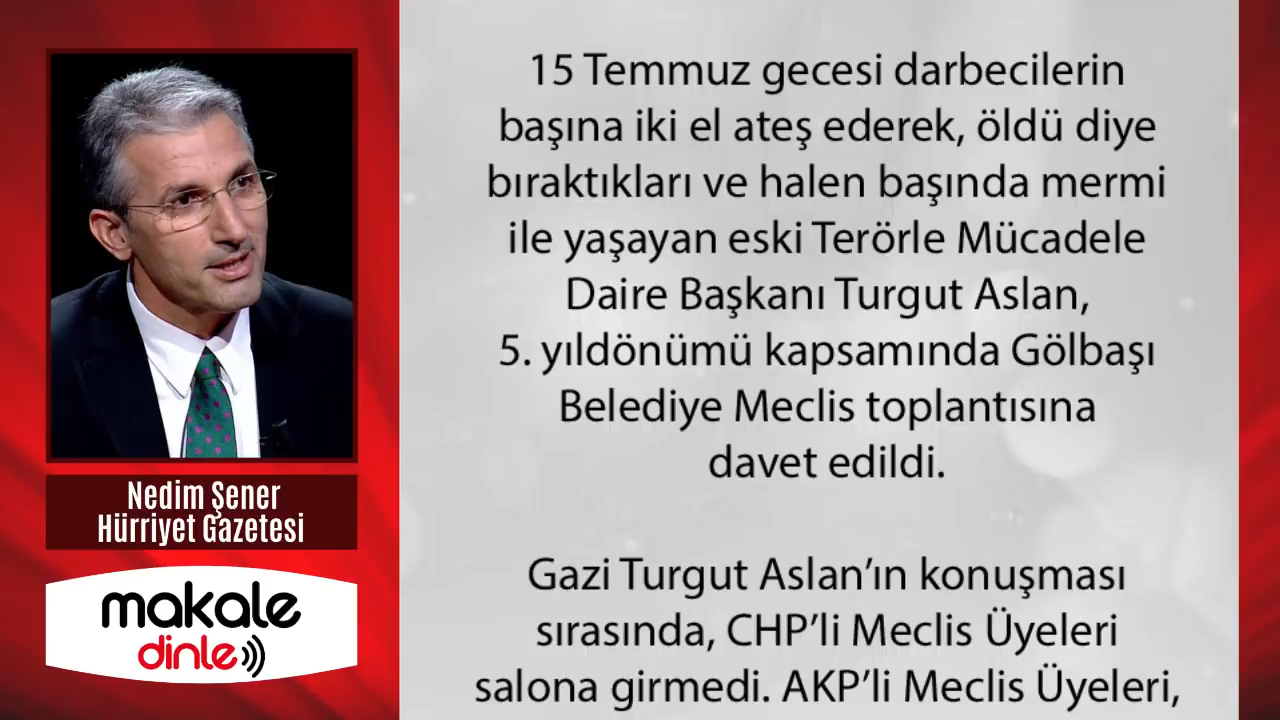 15 Temmuz gecesi darbecilerin
başına iki el ateş ederek, öldü diye
bıraktıkları ve halen başında mermi
ile yaşayan eski Terörle Mücadele
Daire Başkanı Turgut Aslan,
5. yıldönümü kapsamında Gölbaşı
Belediye Meclis toplantısına
davet edildi.
Gazi Turgut Aslan’ın konuşması
sırasında, CHP’li Meclis Üyeleri
salona girmedi. AKP’li Meclis Üyeleri,
Nedim Şener
Hürriyet Gazetesi
makale
dinle